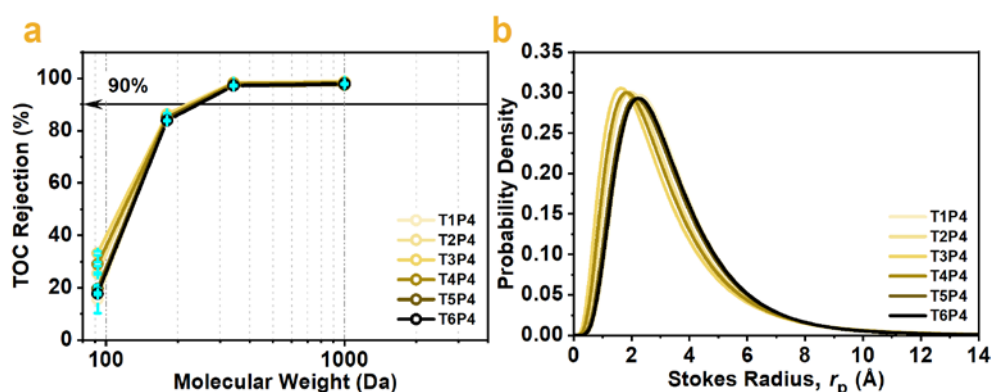 a
TOC Rejection (%)
100
80
60
40
20
0
90%
T1P4
T2P4
T3P4
T4P4
T5P4
T6P4
100
1000
Molecular Weight (Da)
b
Probability Density
0.35
0.30
0.25
0.20
0.15
0.10
0.05
0.00
T1P4
T2P4
T3P4
T4P4
T5P4
T6P4
0 2 4 6 8 10 12 14
Stokes Radius, rp (Å)